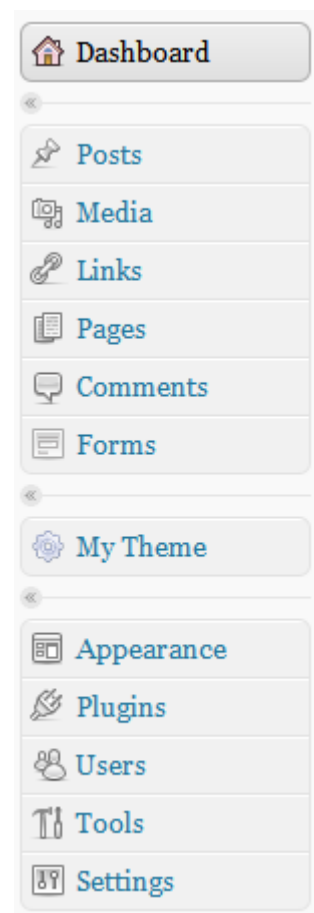 Dashboard
Posts
Media
Links
Pages
Comments
Forms
My Theme
Appearance
Plugins
Users
Tools
Settings